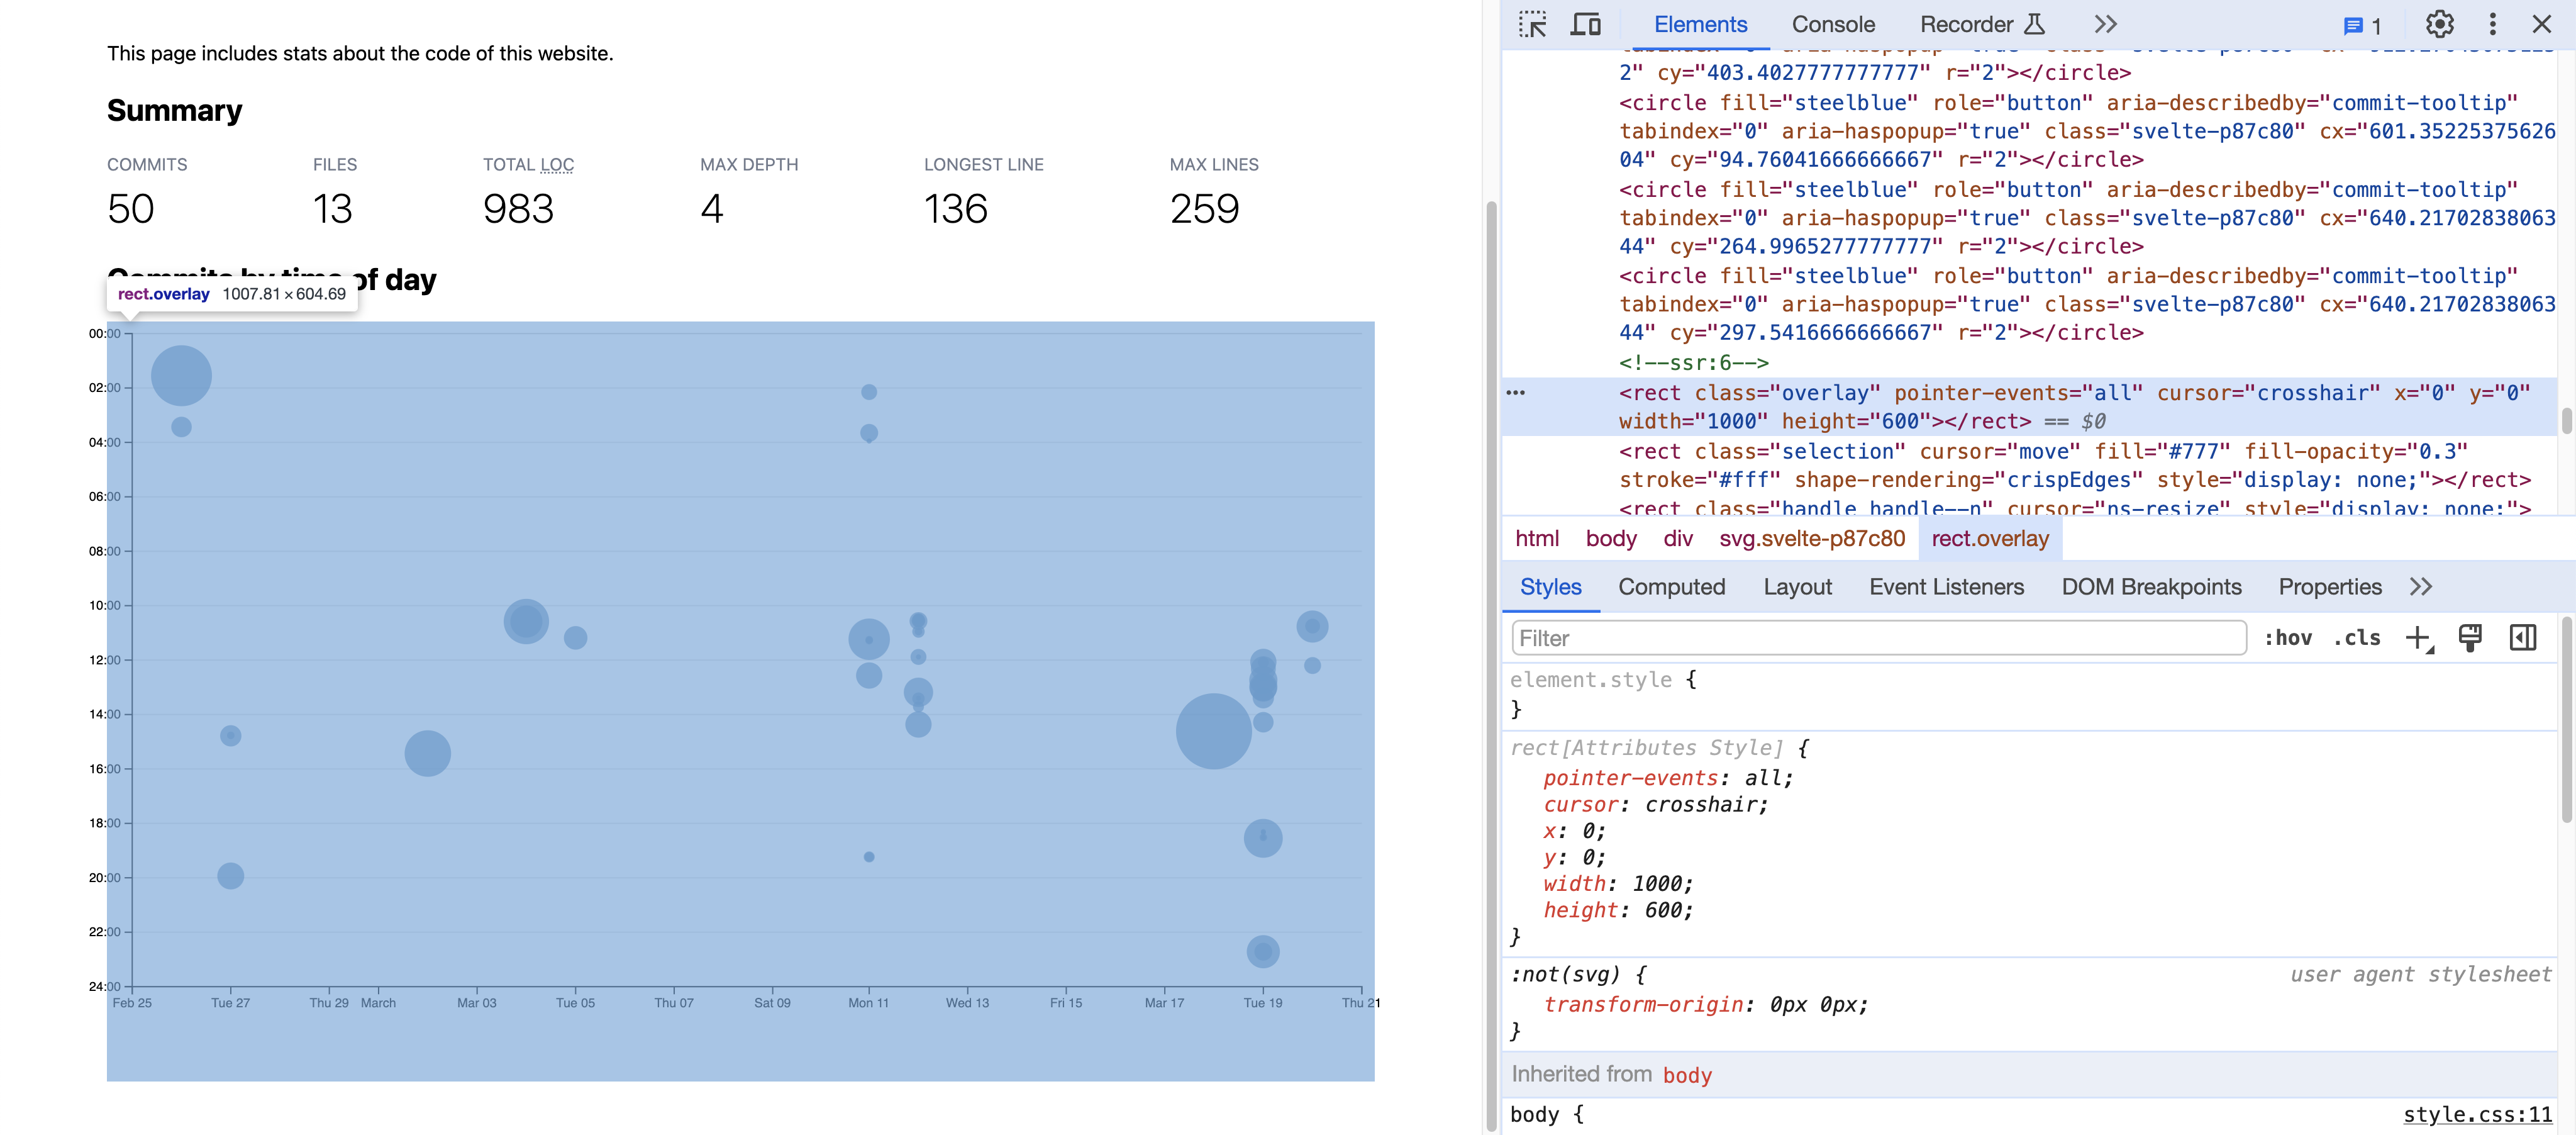 This page includes stats about the code of this website.
Summary
COMMITS FILES TOTAL LOC MAX DEPTH LONGEST LINE MAX LINES
50 13 983 4 136 259
Commits by time of day
rect.overlay 1007.81×604.69
00:00
02:00
04:00
06:00
08:00
10:00
12:00
14:00
16:00
18:00
20:00
22:00
24:00
Feb 25 Tue 27 Thu 29 March Mar 03 Tue 05 Thu 07 Sat 09 Mon 11 Wed 13 Fri 15 Mar 17 Tue 19 Thu 21
Elements Console Recorder 1
2" cy="403.4027777777777" r="2"></circle>
<circle fill="steelblue" role="button" aria-describedby="commit-tooltip"
tabindex="0" aria-haspopup="true" class="svelte-p87c80" cx="601.35225375626
04" cy="94.76041666666667" r="2"></circle>
<circle fill="steelblue" role="button" aria-describedby="commit-tooltip"
tabindex="0" aria-haspopup="true" class="svelte-p87c80" cx="640.21702838063
44" cy="264.9965277777777" r="2"></circle>
<circle fill="steelblue" role="button" aria-describedby="commit-tooltip"
tabindex="0" aria-haspopup="true" class="svelte-p87c80" cx="640.21702838063
44" cy="297.5416666666667" r="2"></circle>
<!--ssr:6-->
<rect class="overlay" pointer-events="all" cursor="crosshair" x="0" y="0"
width="1000" height="600"></rect> == $0
<rect class="selection" cursor="move" fill="#777" fill-opacity="0.3"
stroke="#fff" shape-rendering="crispEdges" style="display: none;"></rect>
<rect class="handle handle--n" cursor="ns-resize" style="display: none;">
html body div svg.svelte-p87c80 rect.overlay
Styles Computed Layout Event Listeners DOM Breakpoints Properties
Filter :hov .cls
element.style {
}
rect[Attributes Style] {
pointer-events: all;
cursor: crosshair;
x: 0;
y: 0;
width: 1000;
height: 600;
}
:not(svg) { user agent stylesheet
transform-origin: 0px 0px;
}
Inherited from body
body { style.css:11